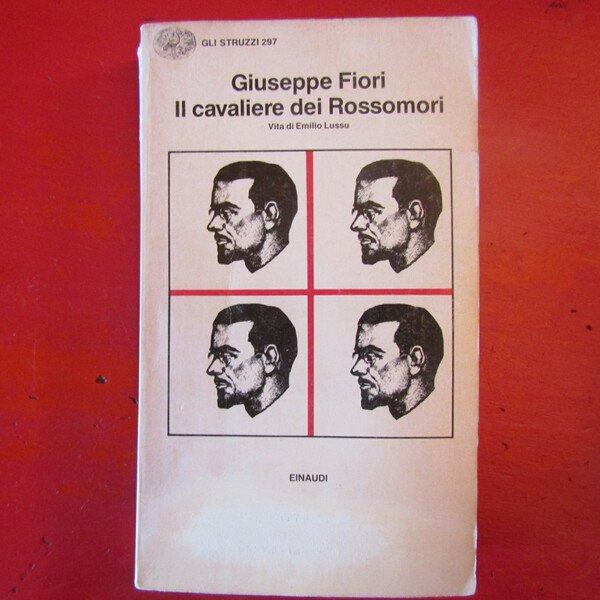 GLI STRUZZI 297
Giuseppe Fiori
Il cavaliere dei Rossomori
Vita di Emilio Lussu
EINAUDI